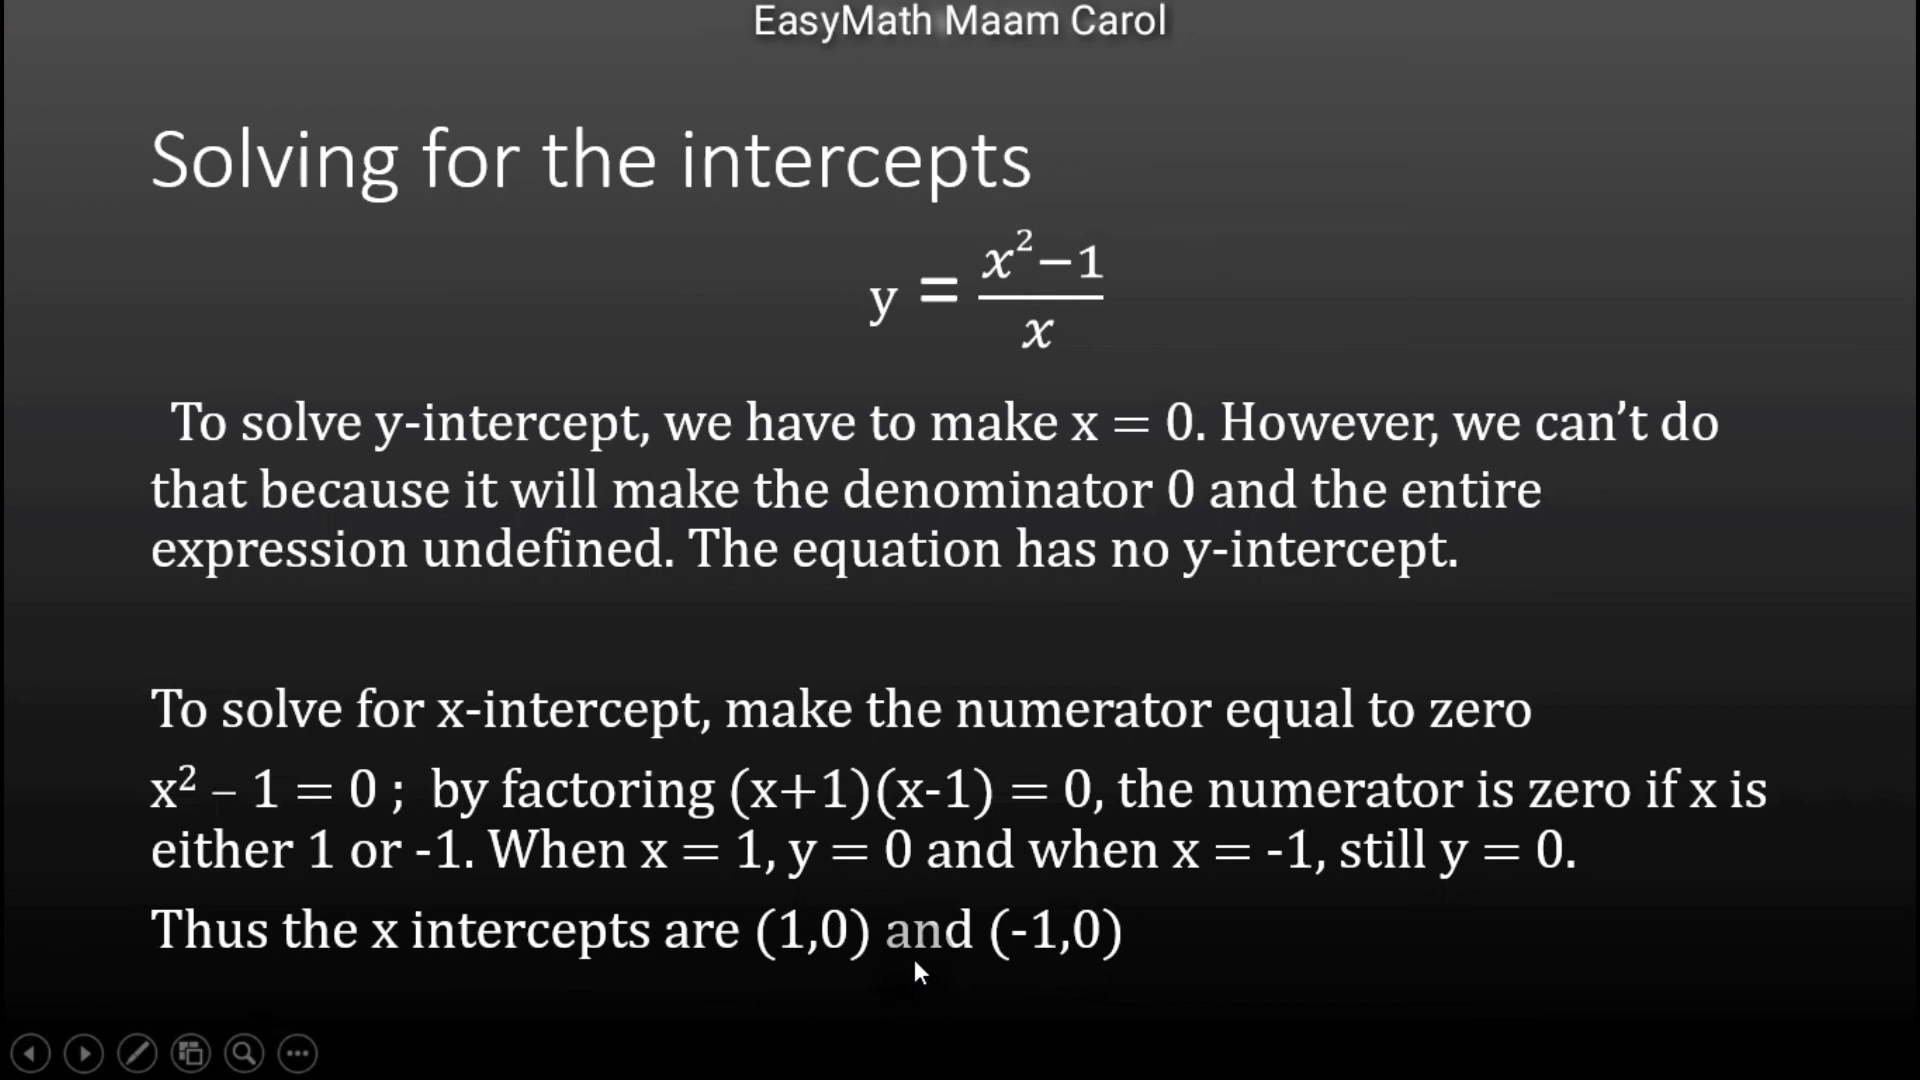 EasyMath Maam Carol
Solving for the intercepts
y = x²−1
x
To solve y-intercept, we have to make x = 0. However, we can't do
that because it will make the denominator 0 and the entire
expression undefined. The equation has no y-intercept.
To solve for x-intercept, make the numerator equal to zero
x² – 1 = 0 ; by factoring (x+1)(x-1) = 0, the numerator is zero if x is
either 1 or -1. When x = 1, y = 0 and when x = -1, still y = 0.
Thus the x intercepts are (1,0) and (-1,0)